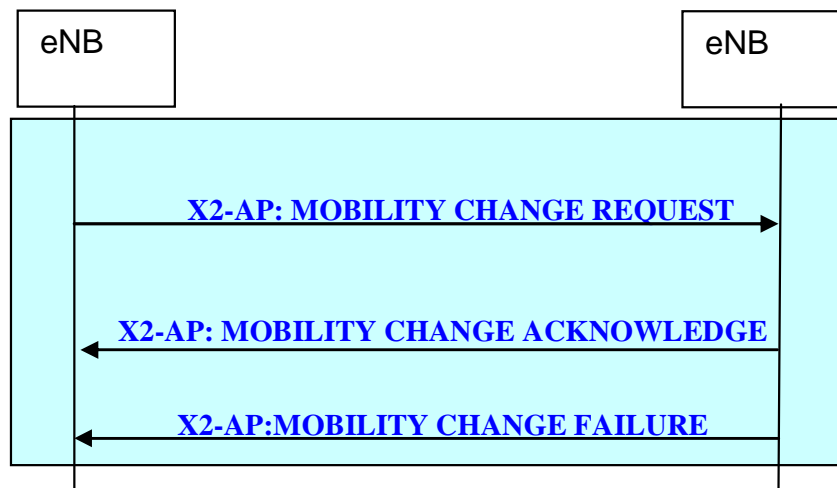 eNB
eNB
X2-AP: MOBILITY CHANGE REQUEST
X2-AP: MOBILITY CHANGE ACKNOWLEDGE
X2-AP:MOBILITY CHANGE FAILURE